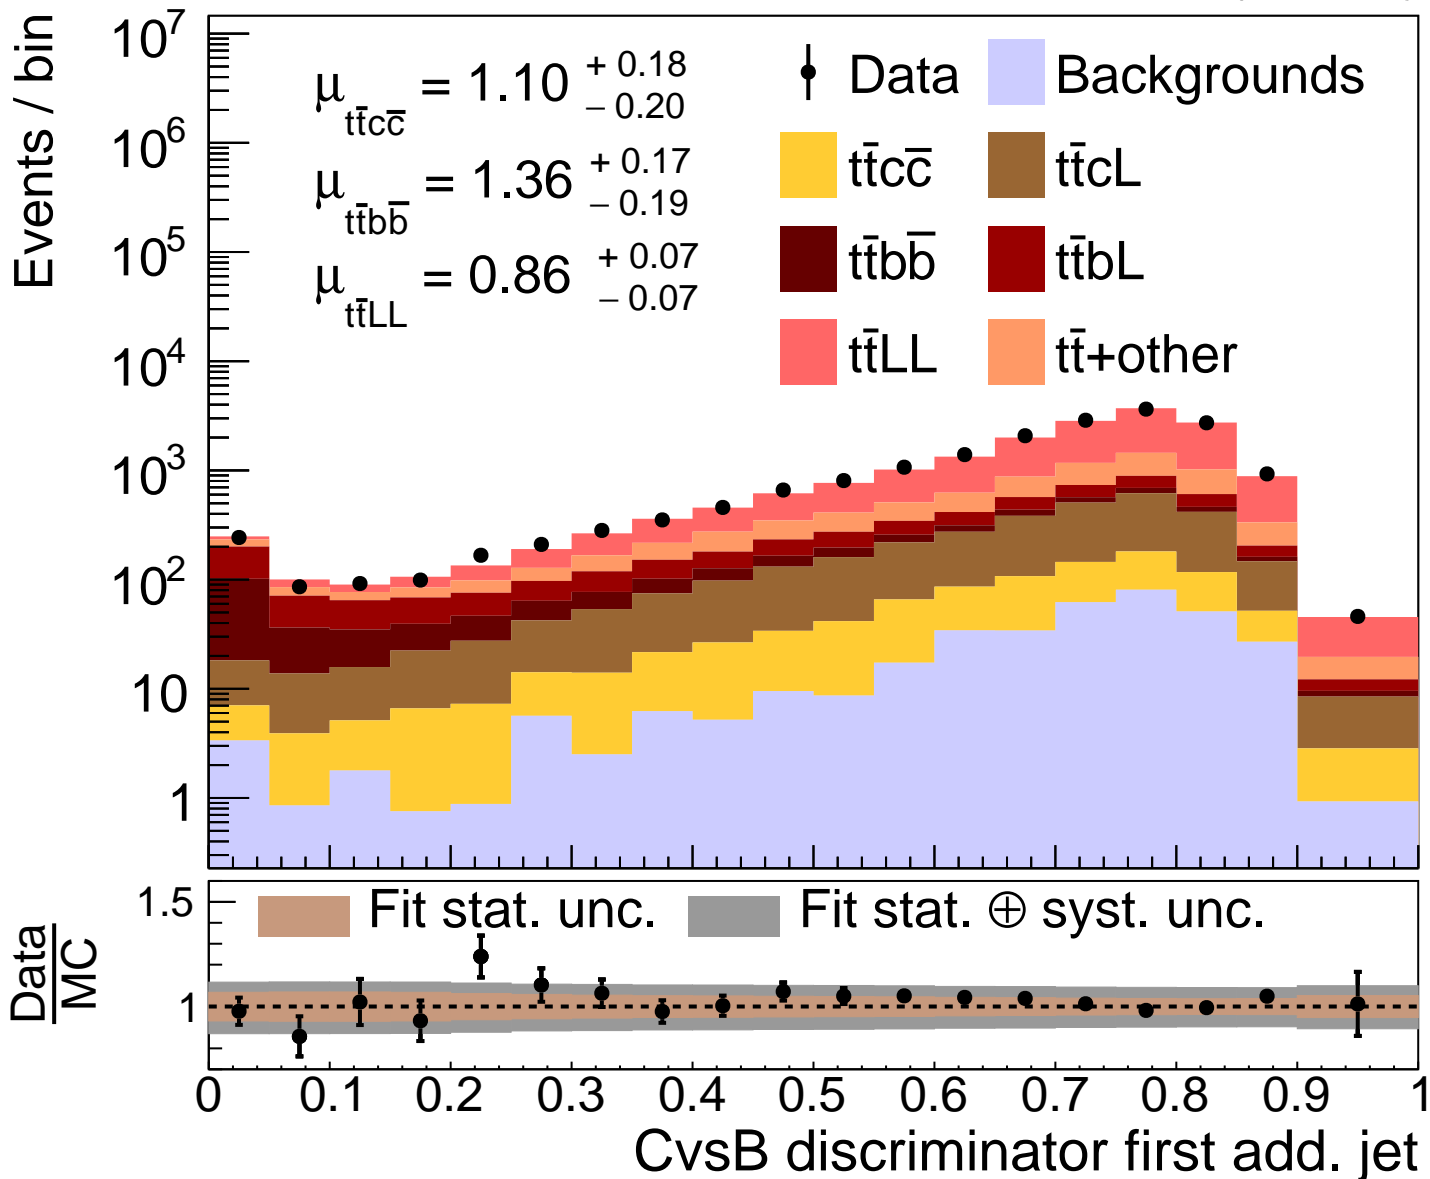 Events / bin
10⁷
10⁶
10⁵
10⁴
10³
10²
10
1
μ_tt̄cc̄ = 1.10 + 0.18 − 0.20
μ_tt̄bb̄ = 1.36 + 0.17 − 0.19
μ_tt̄LL = 0.86 + 0.07 − 0.07
Data
Backgrounds
tt̄cc̄
tt̄cL
tt̄bb̄
tt̄bL
tt̄LL
tt̄+other
Data
MC
1.5
1
Fit stat. unc.
Fit stat. ⊕ syst. unc.
0 0.1 0.2 0.3 0.4 0.5 0.6 0.7 0.8 0.9 1
CvsB discriminator first add. jet